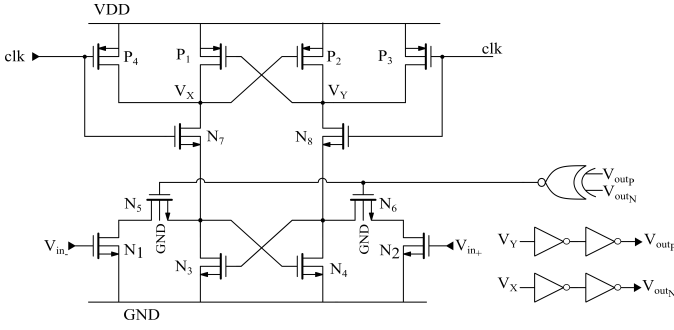 VDD
clk
P4
P1
P2
P3
clk
VX
VY
N7
N8
N5
GND
N6
GND
VoutP
VoutN
Vin-
N1
N3
N4
N2
Vin+
VY
VoutP
VX
VoutN
GND